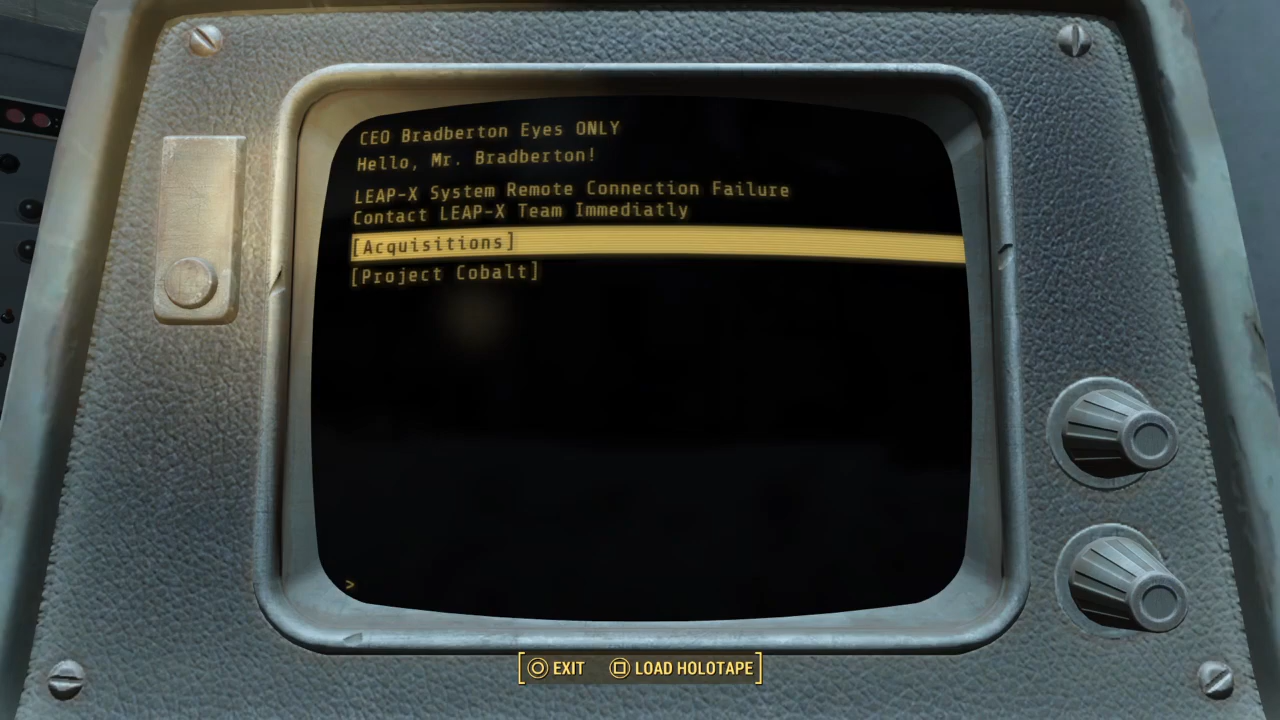 CEO Bradberton Eyes ONLY
Hello, Mr. Bradberton!
LEAP-X System Remote Connection Failure
Contact LEAP-X Team Immediatly
[Acquisitions]
[Project Cobalt]
>
EXIT LOAD HOLOTAPE